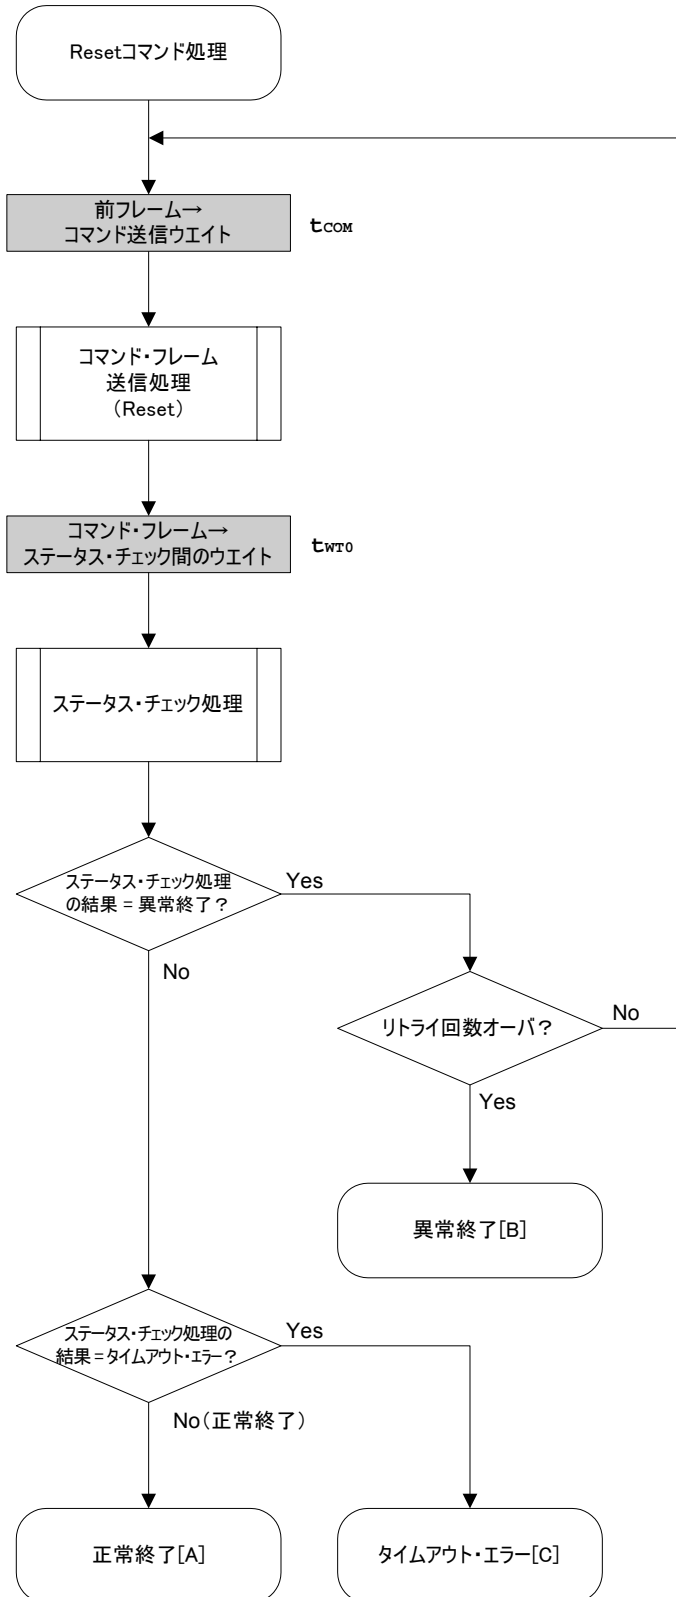 Resetコマンド処理
前フレーム→
コマンド送信ウエイト
tCOM
コマンド・フレーム
送信処理
（Reset）
コマンド・フレーム→
ステータス・チェック間のウエイト
tWT0
ステータス・チェック処理
ステータス・チェック処理
の結果 = 異常終了？
Yes
No
リトライ回数オーバ？
No
Yes
異常終了[B]
ステータス・チェック処理の
結果=タイムアウト・エラー？
Yes
No（正常終了）
正常終了[A]
タイムアウト・エラー[C]